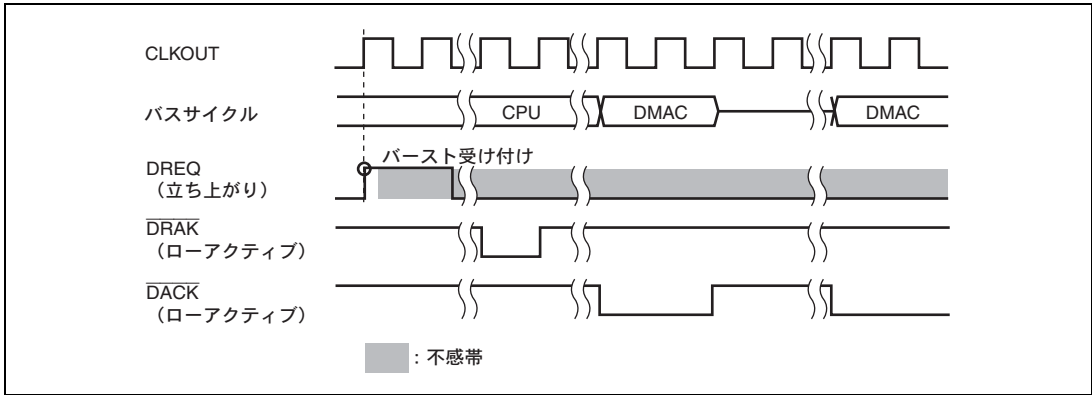 CLKOUT
バスサイクル
CPU
DMAC
DMAC
バースト受け付け
DREQ
（立ち上がり）
DRAK
（ローアクティブ）
DACK
（ローアクティブ）
：不感帯